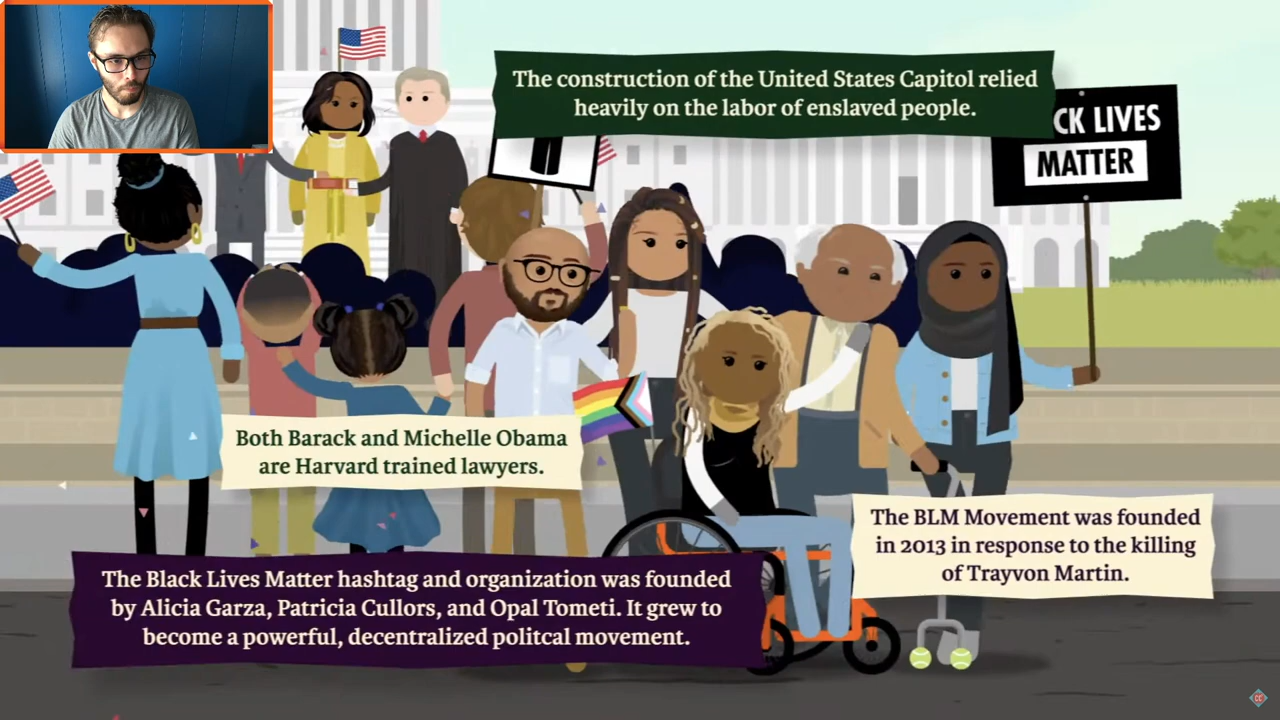 The construction of the United States Capitol relied
heavily on the labor of enslaved people.
CK LIVES
MATTER
Both Barack and Michelle Obama
are Harvard trained lawyers.
The BLM Movement was founded
in 2013 in response to the killing
of Trayvon Martin.
The Black Lives Matter hashtag and organization was founded
by Alicia Garza, Patricia Cullors, and Opal Tometi. It grew to
become a powerful, decentralized politcal movement.
CC